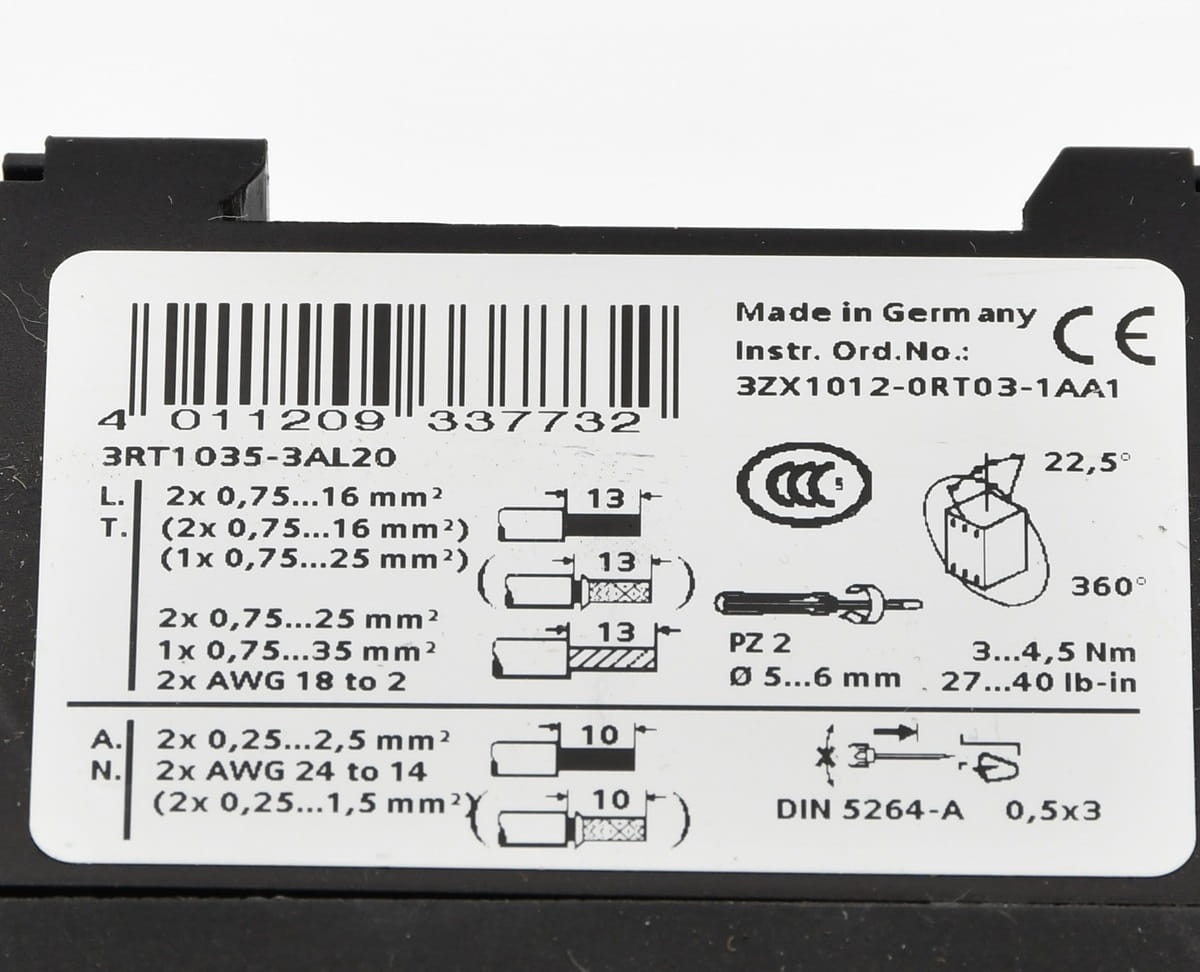 Made in Germany CE
Instr. Ord.No.:
3ZX1012-0RT03-1AA1
4 011209 337732
3RT1035-3AL20
L. 2x 0,75...16 mm² 13
T. (2x 0,75...16 mm²)
(1x 0,75...25 mm²) 13
2x 0,75...25 mm²
1x 0,75...35 mm² 13
2x AWG 18 to 2
CCC S
22,5°
360°
PZ 2 3...4,5 Nm
Ø 5...6 mm 27...40 lb-in
A. 2x 0,25...2,5 mm² 10
N. 2x AWG 24 to 14
(2x 0,25...1,5 mm²) 10
DIN 5264-A 0,5x3